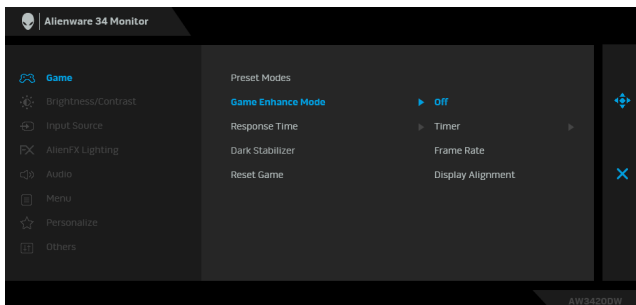 Alienware 34 Monitor
Game
Brightness/Contrast
Input Source
AlienFX Lighting
Audio
Menu
Personalize
Others
Preset Modes
Game Enhance Mode
Response Time
Dark Stabilizer
Reset Game
Off
Timer
Frame Rate
Display Alignment
AW3420DW